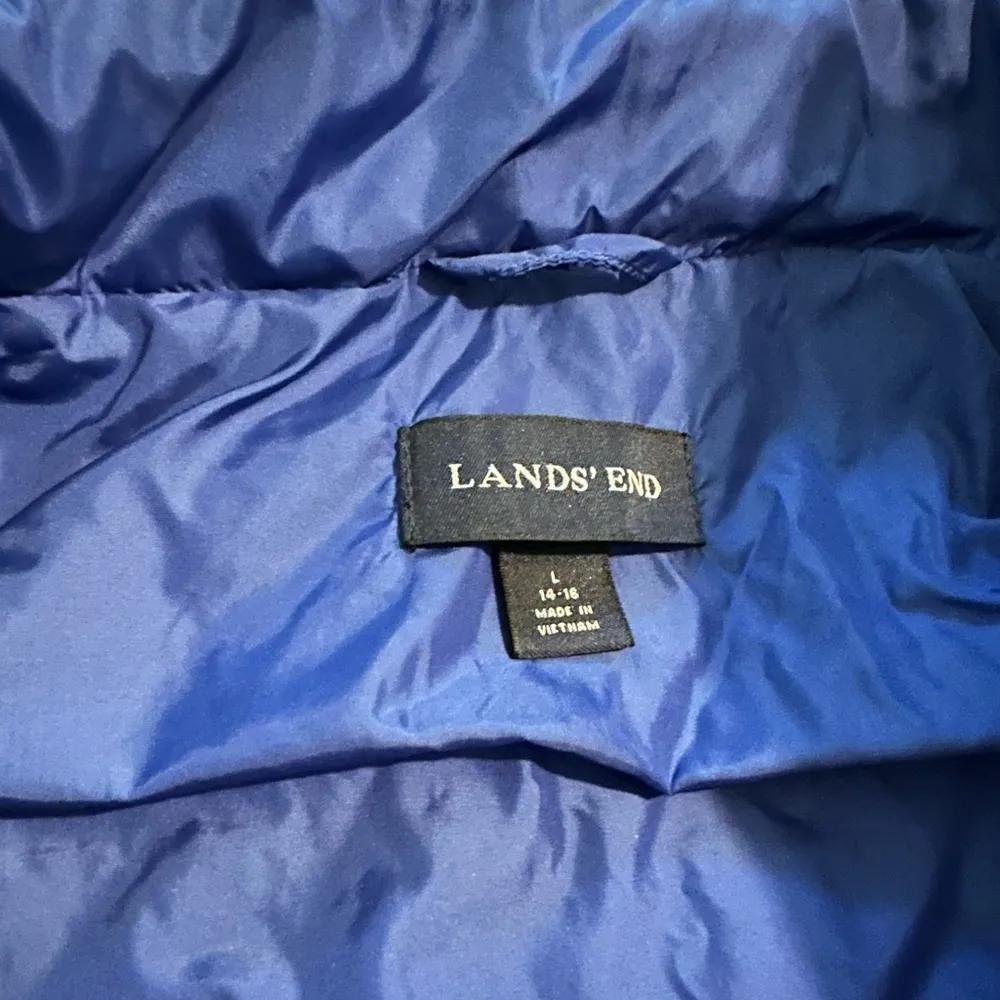 LANDS' END
L
14-16
MADE IN
VIETNAM